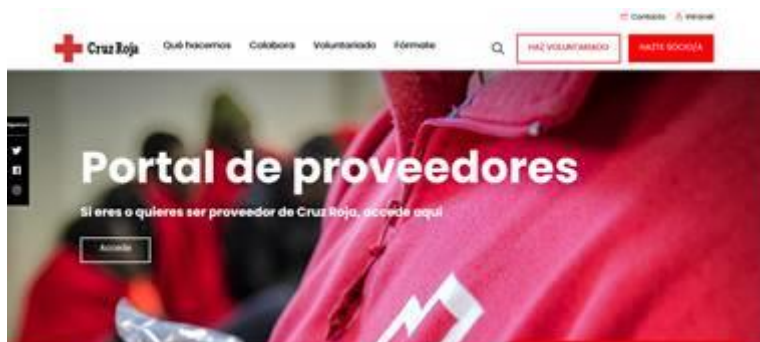 Contacto Intranet
Cruz Roja Qué hacemos Colabora Voluntariado Fórmate HAZ VOLUNTARIADO HAZTE SOCIO/A
Portal de proveedores
Si eres o quieres ser proveedor de Cruz Roja, accede aquí
Accede